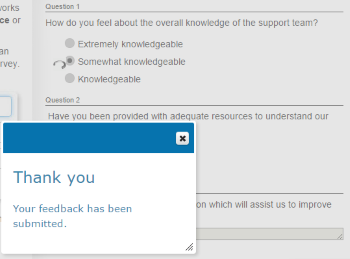 works
ce or
an
rvey.
Question 1
How do you feel about the overall knowledge of the support team?
Extremely knowledgeable
Somewhat knowledgeable
Knowledgeable
Question 2
Have you been provided with adequate resources to understand our
on which will assist us to improve
Thank you
Your feedback has been
submitted.